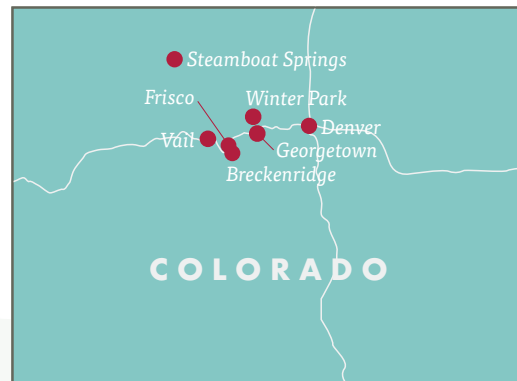 Steamboat Springs
Frisco
Winter Park
Vail
Denver
Georgetown
Breckenridge
COLORADO